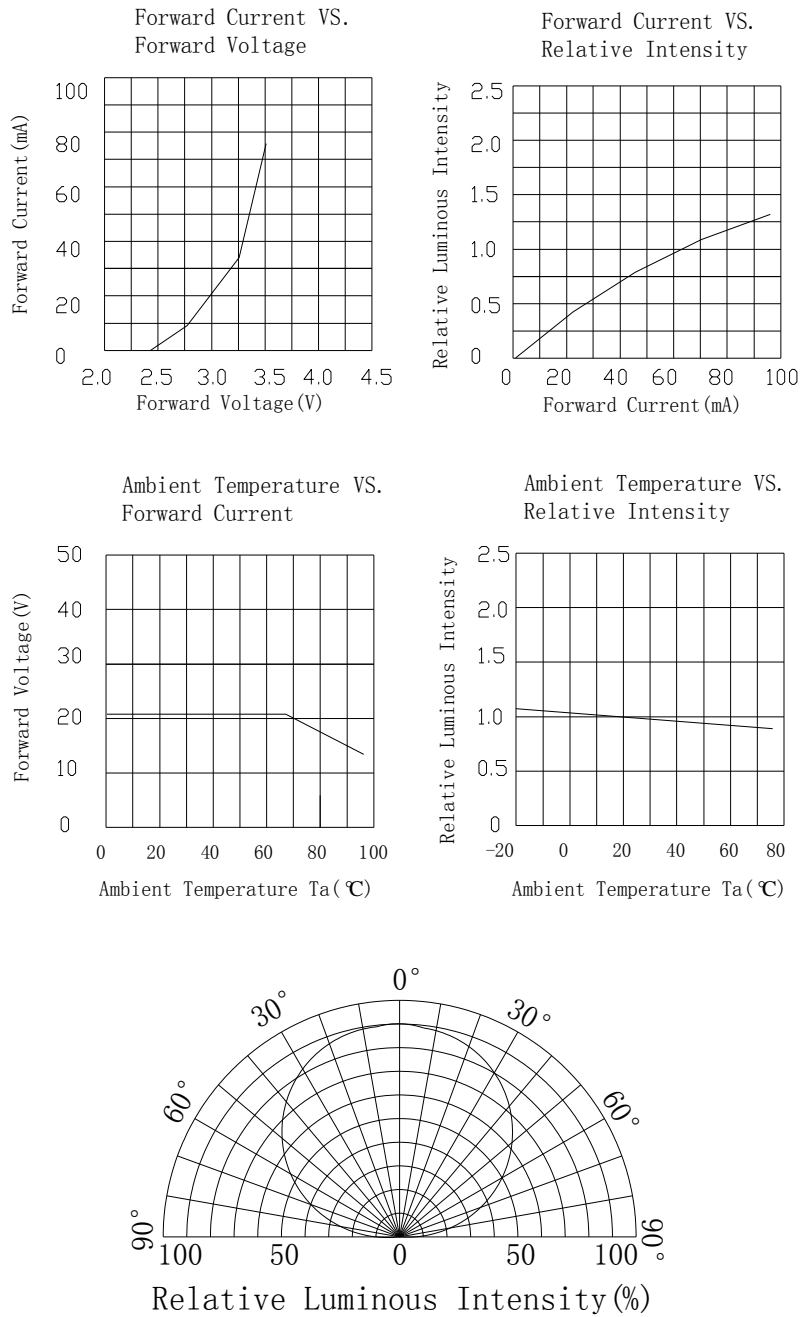 Forward Current VS.
Forward Voltage
Forward Current(mA)
100
80
60
40
20
0
2.0 2.5 3.0 3.5 4.0 4.5
Forward Voltage(V)
Forward Current VS.
Relative Intensity
Relative Luminous Intensity
2.5
2.0
1.5
1.0
0.5
0
0 20 40 60 80 100
Forward Current(mA)
Ambient Temperature VS.
Forward Current
Forward Voltage(V)
50
40
30
20
10
0
0 20 40 60 80 100
Ambient Temperature Ta(℃)
Ambient Temperature VS.
Relative Intensity
Relative Luminous Intensity
2.5
2.0
1.5
1.0
0.5
0
-20 0 20 40 60 80
Ambient Temperature Ta(℃)
0°
30° 30°
60° 60°
90° 90°
100 50 0 50 100
Relative Luminous Intensity(%)